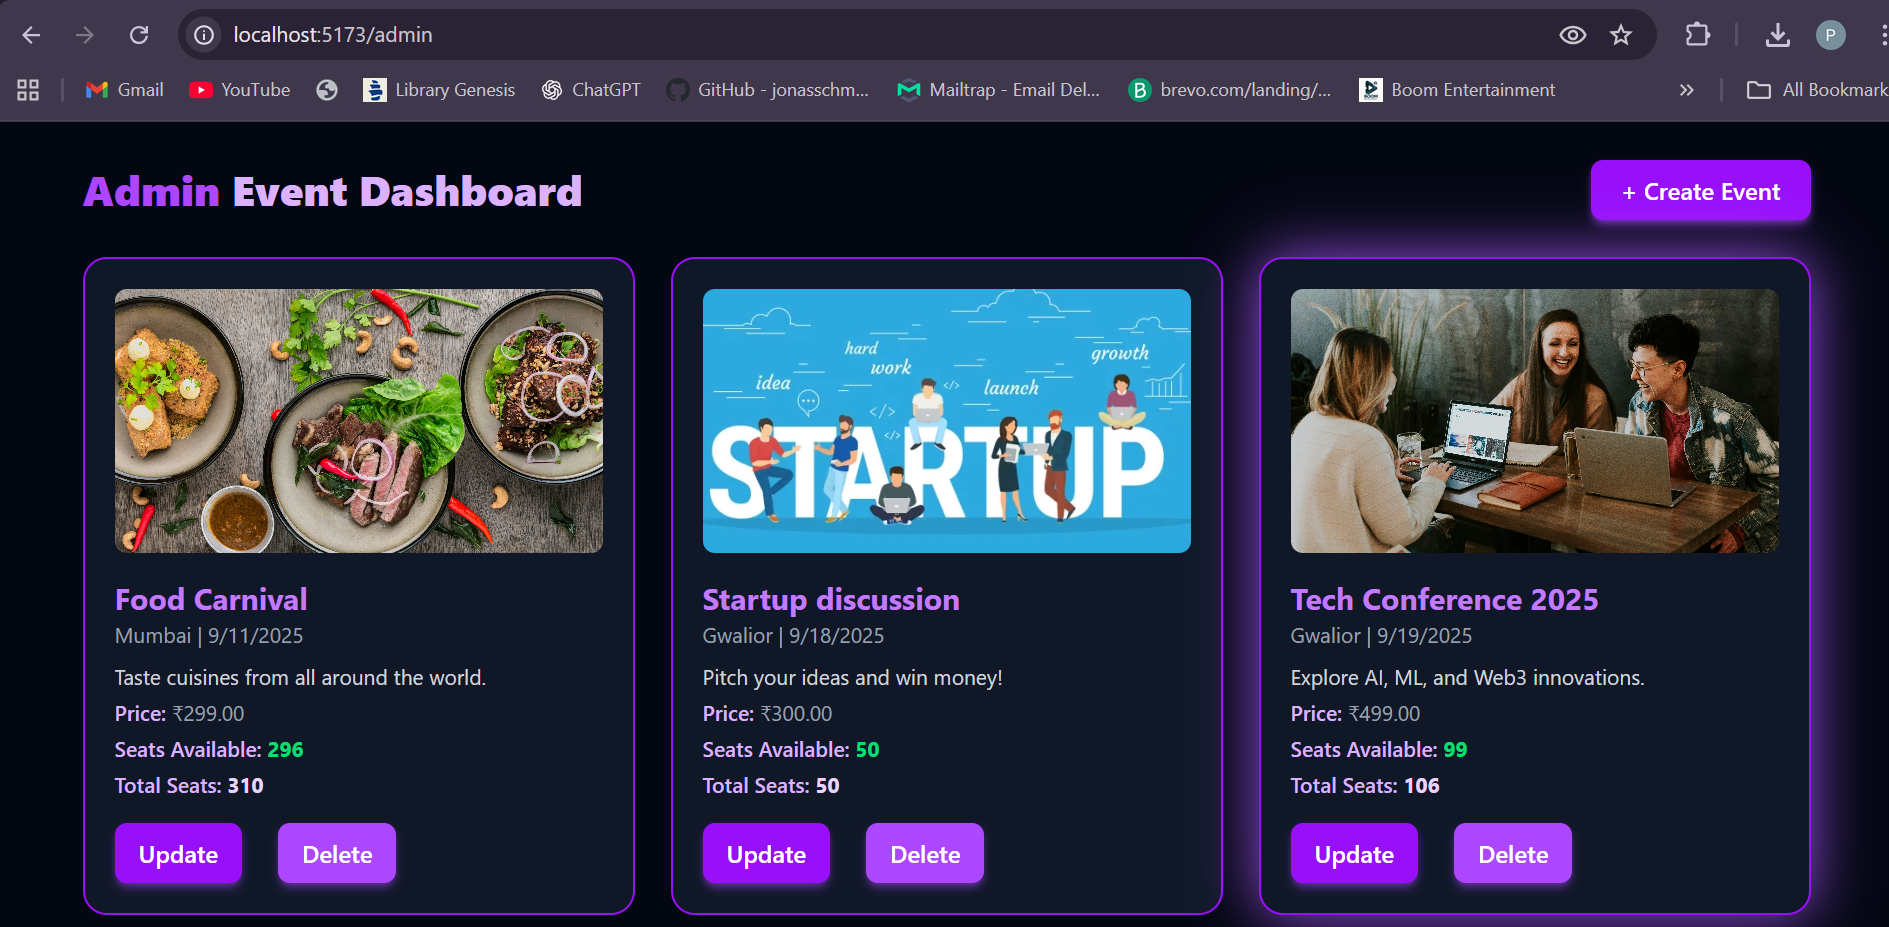 localhost:5173/admin
P
Gmail
YouTube
Library Genesis
ChatGPT
GitHub - jonasschm...
Mailtrap - Email Del...
brevo.com/landing/...
Boom Entertainment
All Bookmark
Admin Event Dashboard
+ Create Event
idea
hard
work
launch
growth
</>
</>
</>
STARTUP
Food Carnival
Mumbai | 9/11/2025
Taste cuisines from all around the world.
Price: ₹299.00
Seats Available: 296
Total Seats: 310
Update
Delete
Startup discussion
Gwalior | 9/18/2025
Pitch your ideas and win money!
Price: ₹300.00
Seats Available: 50
Total Seats: 50
Update
Delete
Tech Conference 2025
Gwalior | 9/19/2025
Explore AI, ML, and Web3 innovations.
Price: ₹499.00
Seats Available: 99
Total Seats: 106
Update
Delete